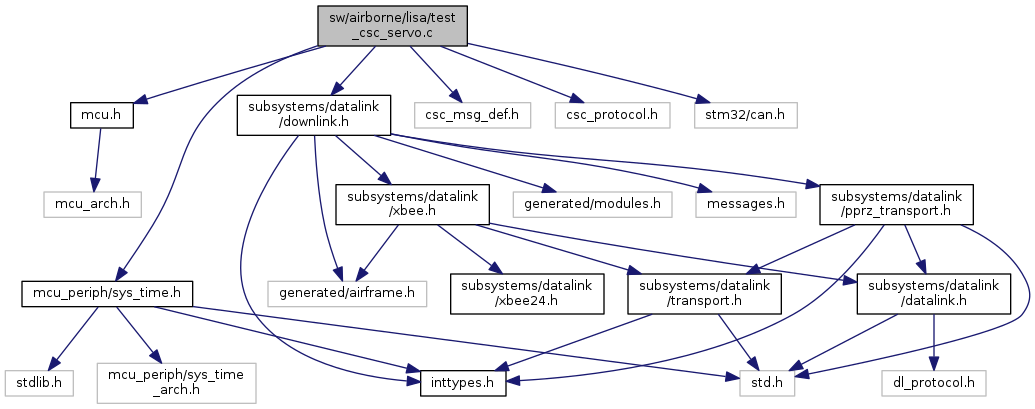 sw/airborne/lisa/test
_csc_servo.c
mcu.h
subsystems/datalink
/downlink.h
csc_msg_def.h
csc_protocol.h
stm32/can.h
mcu_arch.h
subsystems/datalink
/xbee.h
generated/modules.h
messages.h
subsystems/datalink
/pprz_transport.h
mcu_periph/sys_time.h
generated/airframe.h
subsystems/datalink
/xbee24.h
subsystems/datalink
/transport.h
subsystems/datalink
/datalink.h
stdlib.h
mcu_periph/sys_time
_arch.h
inttypes.h
std.h
dl_protocol.h